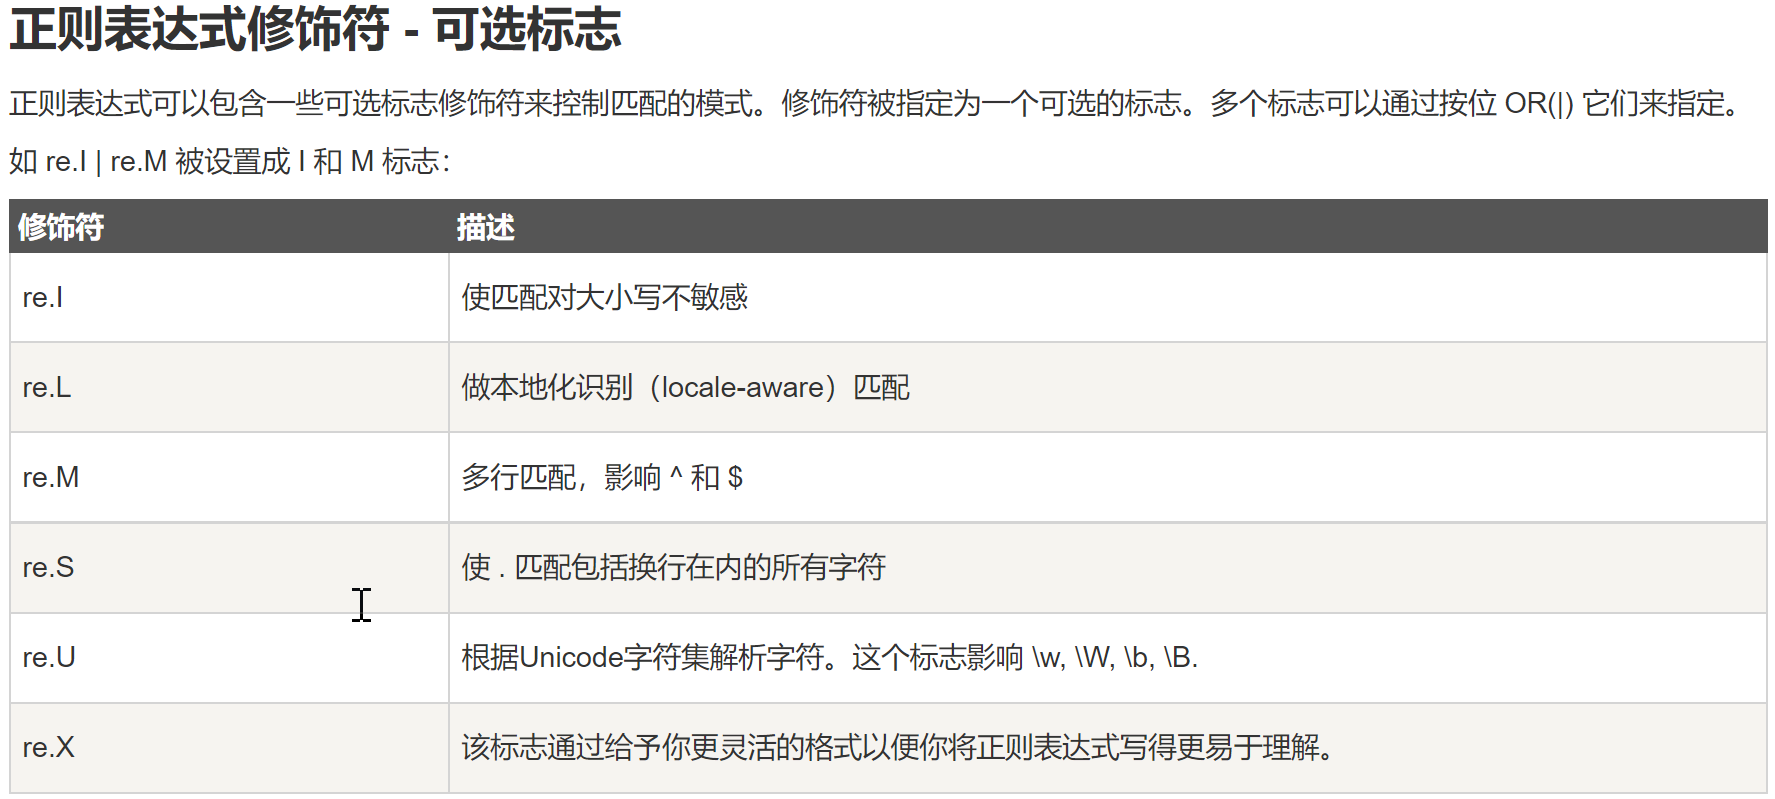 正则表达式修饰符 - 可选标志
正则表达式可以包含一些可选标志修饰符来控制匹配的模式。修饰符被指定为一个可选的标志。多个标志可以通过按位 OR(|) 它们来指定。
如 re.I | re.M 被设置成 I 和 M 标志：
修饰符 描述
re.I 使匹配对大小写不敏感
re.L 做本地化识别（locale-aware）匹配
re.M 多行匹配，影响 ^ 和 $
re.S 使 . 匹配包括换行在内的所有字符
re.U 根据Unicode字符集解析字符。这个标志影响 \w, \W, \b, \B.
re.X 该标志通过给予你更灵活的格式以便你将正则表达式写得更易于理解。